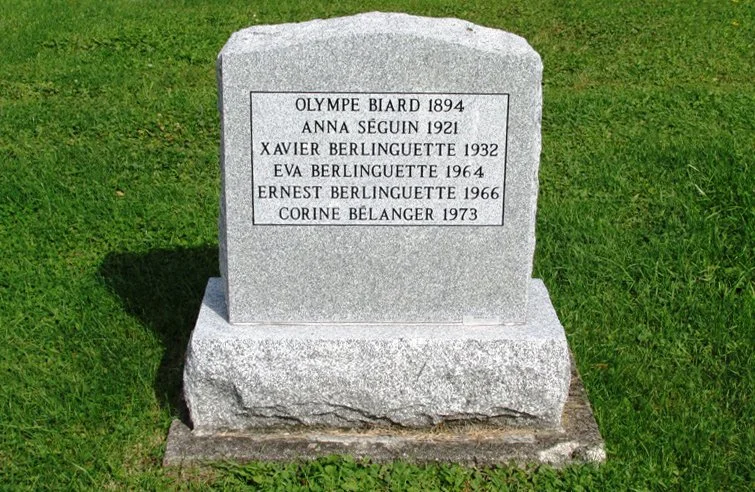 OLYMPE BIARD 1894
ANNA SÉGUIN 1921
XAVIER BERLINGUETTE 1932
EVA BERLINGUETTE 1964
ERNEST BERLINGUETTE 1966
CORINE BÉLANGER 1973